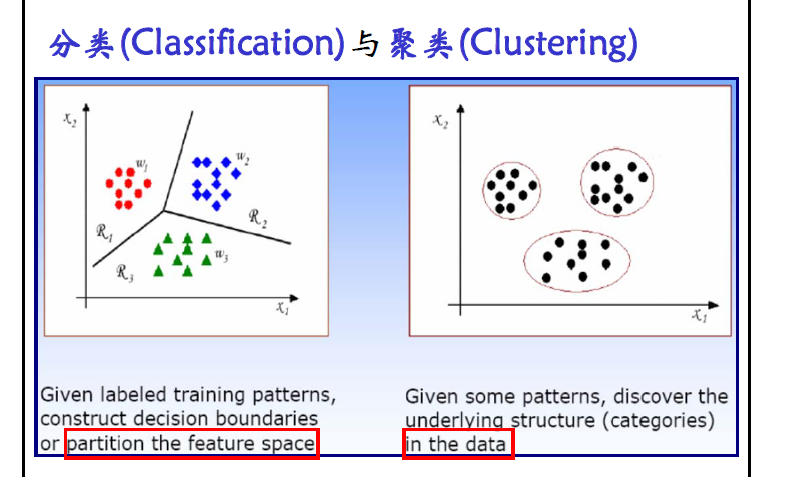 分类(Classification)与聚类(Clustering)
x2
w1
w2
R1
R2
R3
w3
x1
x2
x1
Given labeled training patterns,
construct decision boundaries
or partition the feature space
Given some patterns, discover the
underlying structure (categories)
in the data